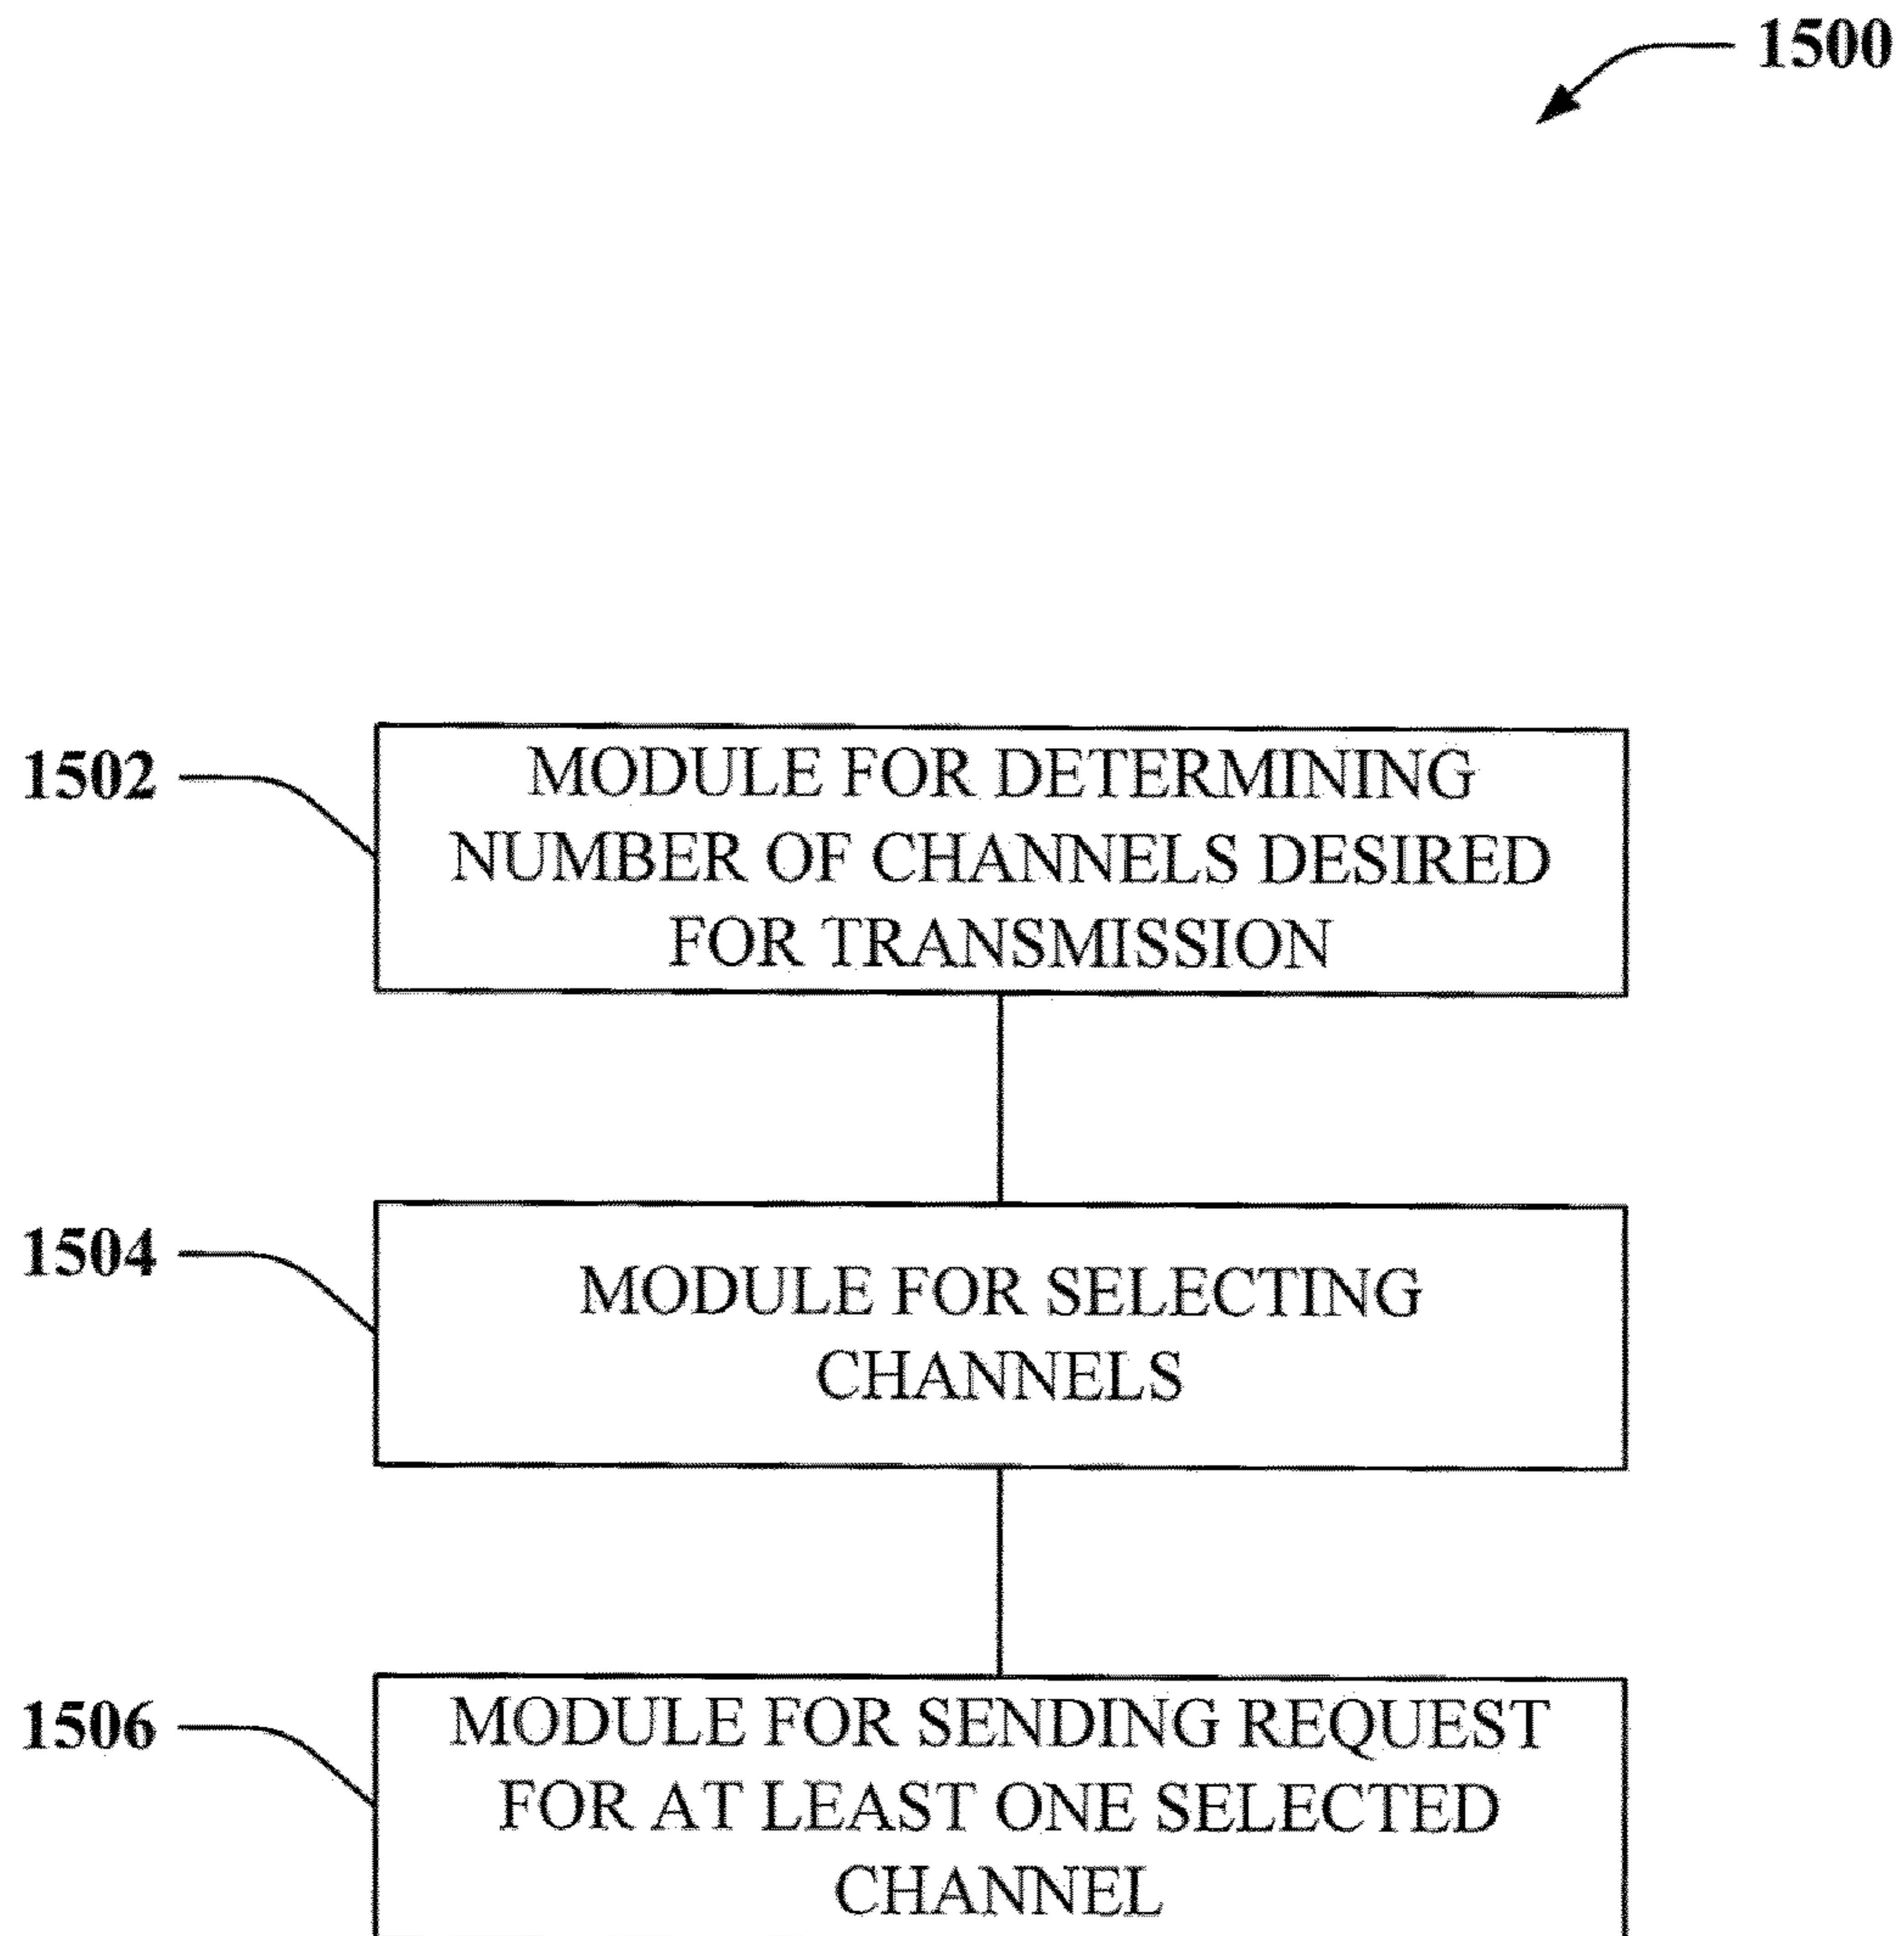 1500
1502
MODULE FOR DETERMINING
NUMBER OF CHANNELS DESIRED
FOR TRANSMISSION
1504
MODULE FOR SELECTING
CHANNELS
1506
MODULE FOR SENDING REQUEST
FOR AT LEAST ONE SELECTED
CHANNEL